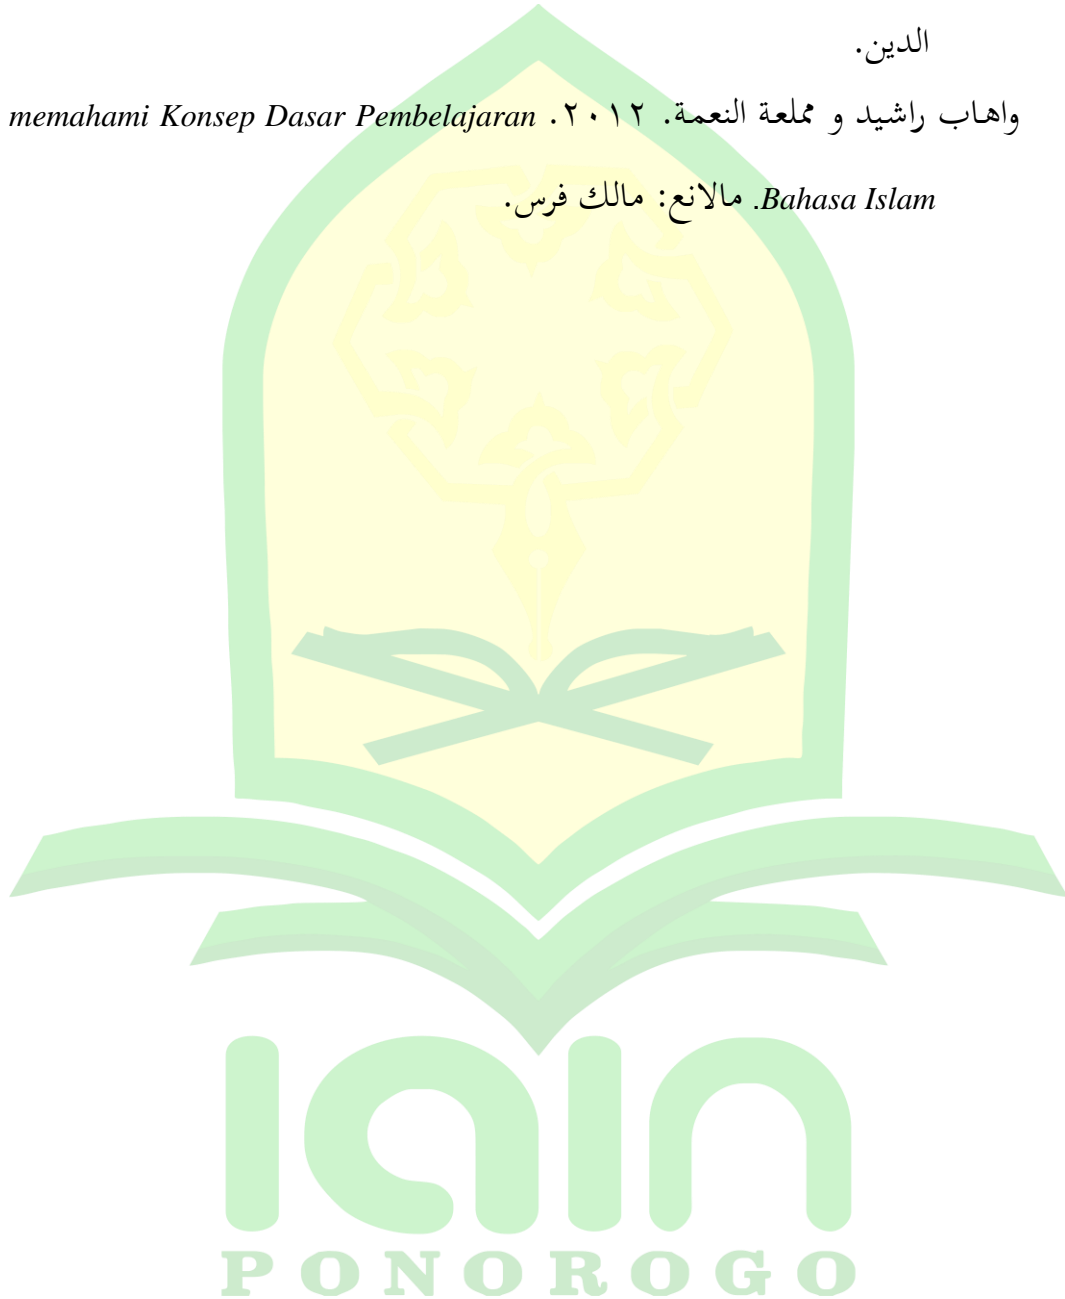 الدين.
واهاب راشيد و مملعة النعمة. ٢٠١٢. memahami Konsep Dasar Pembelajaran
Bahasa Islam. مالانع: مالك فرس.
iain
PONOROGO